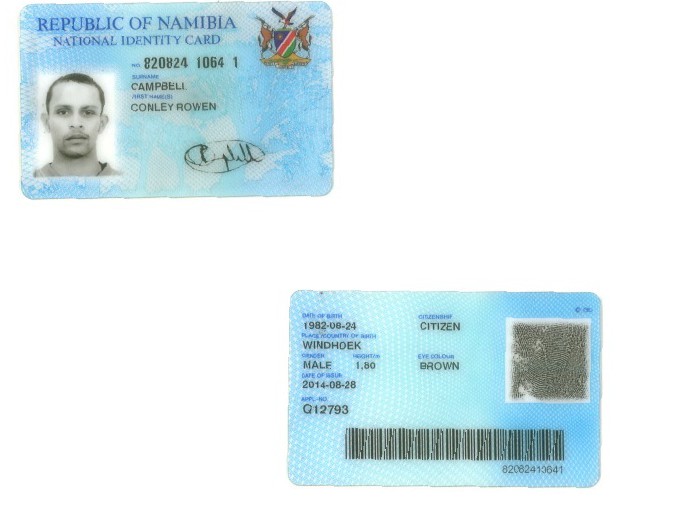 REPUBLIC OF NAMIBIA
NATIONAL IDENTITY CARD
NO. 820824 1064 1
SURNAME
CAMPBELL
FIRST NAME(S)
CONLEY ROWEN
DATE OF BIRTH CITIZENSHIP
1982-08-24 CITIZEN
PLACE/COUNTRY OF BIRTH
WINDHOEK
GENDER HEIGHT/M EYE COLOUR
MALE 1,80 BROWN
DATE OF ISSUE
2014-08-28
APPL-NO.
Q12793
82082410641